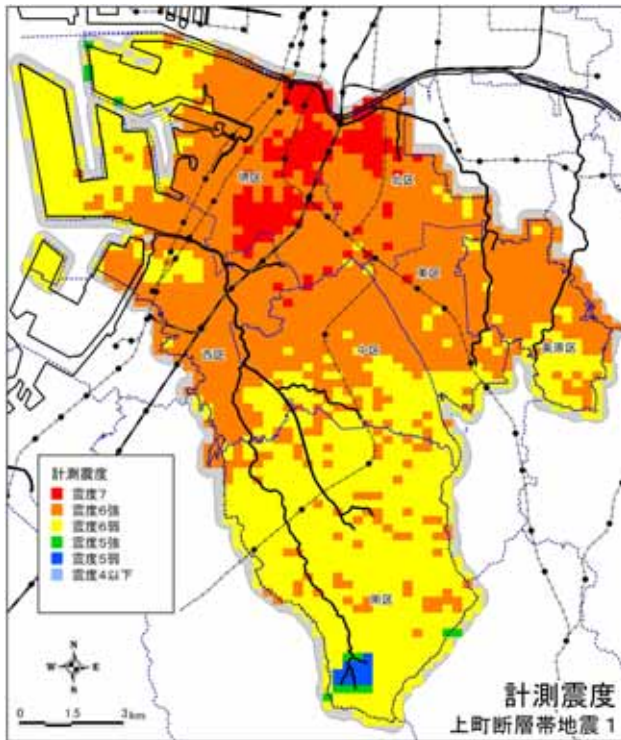 堺区
北区
東区
美原区
西区
中区
計測震度
震度7
震度6強
震度6弱
震度5強
震度5弱
震度4以下
南区
N
W E
S
0 1.5 3 km
計測震度
上町断層帯地震1